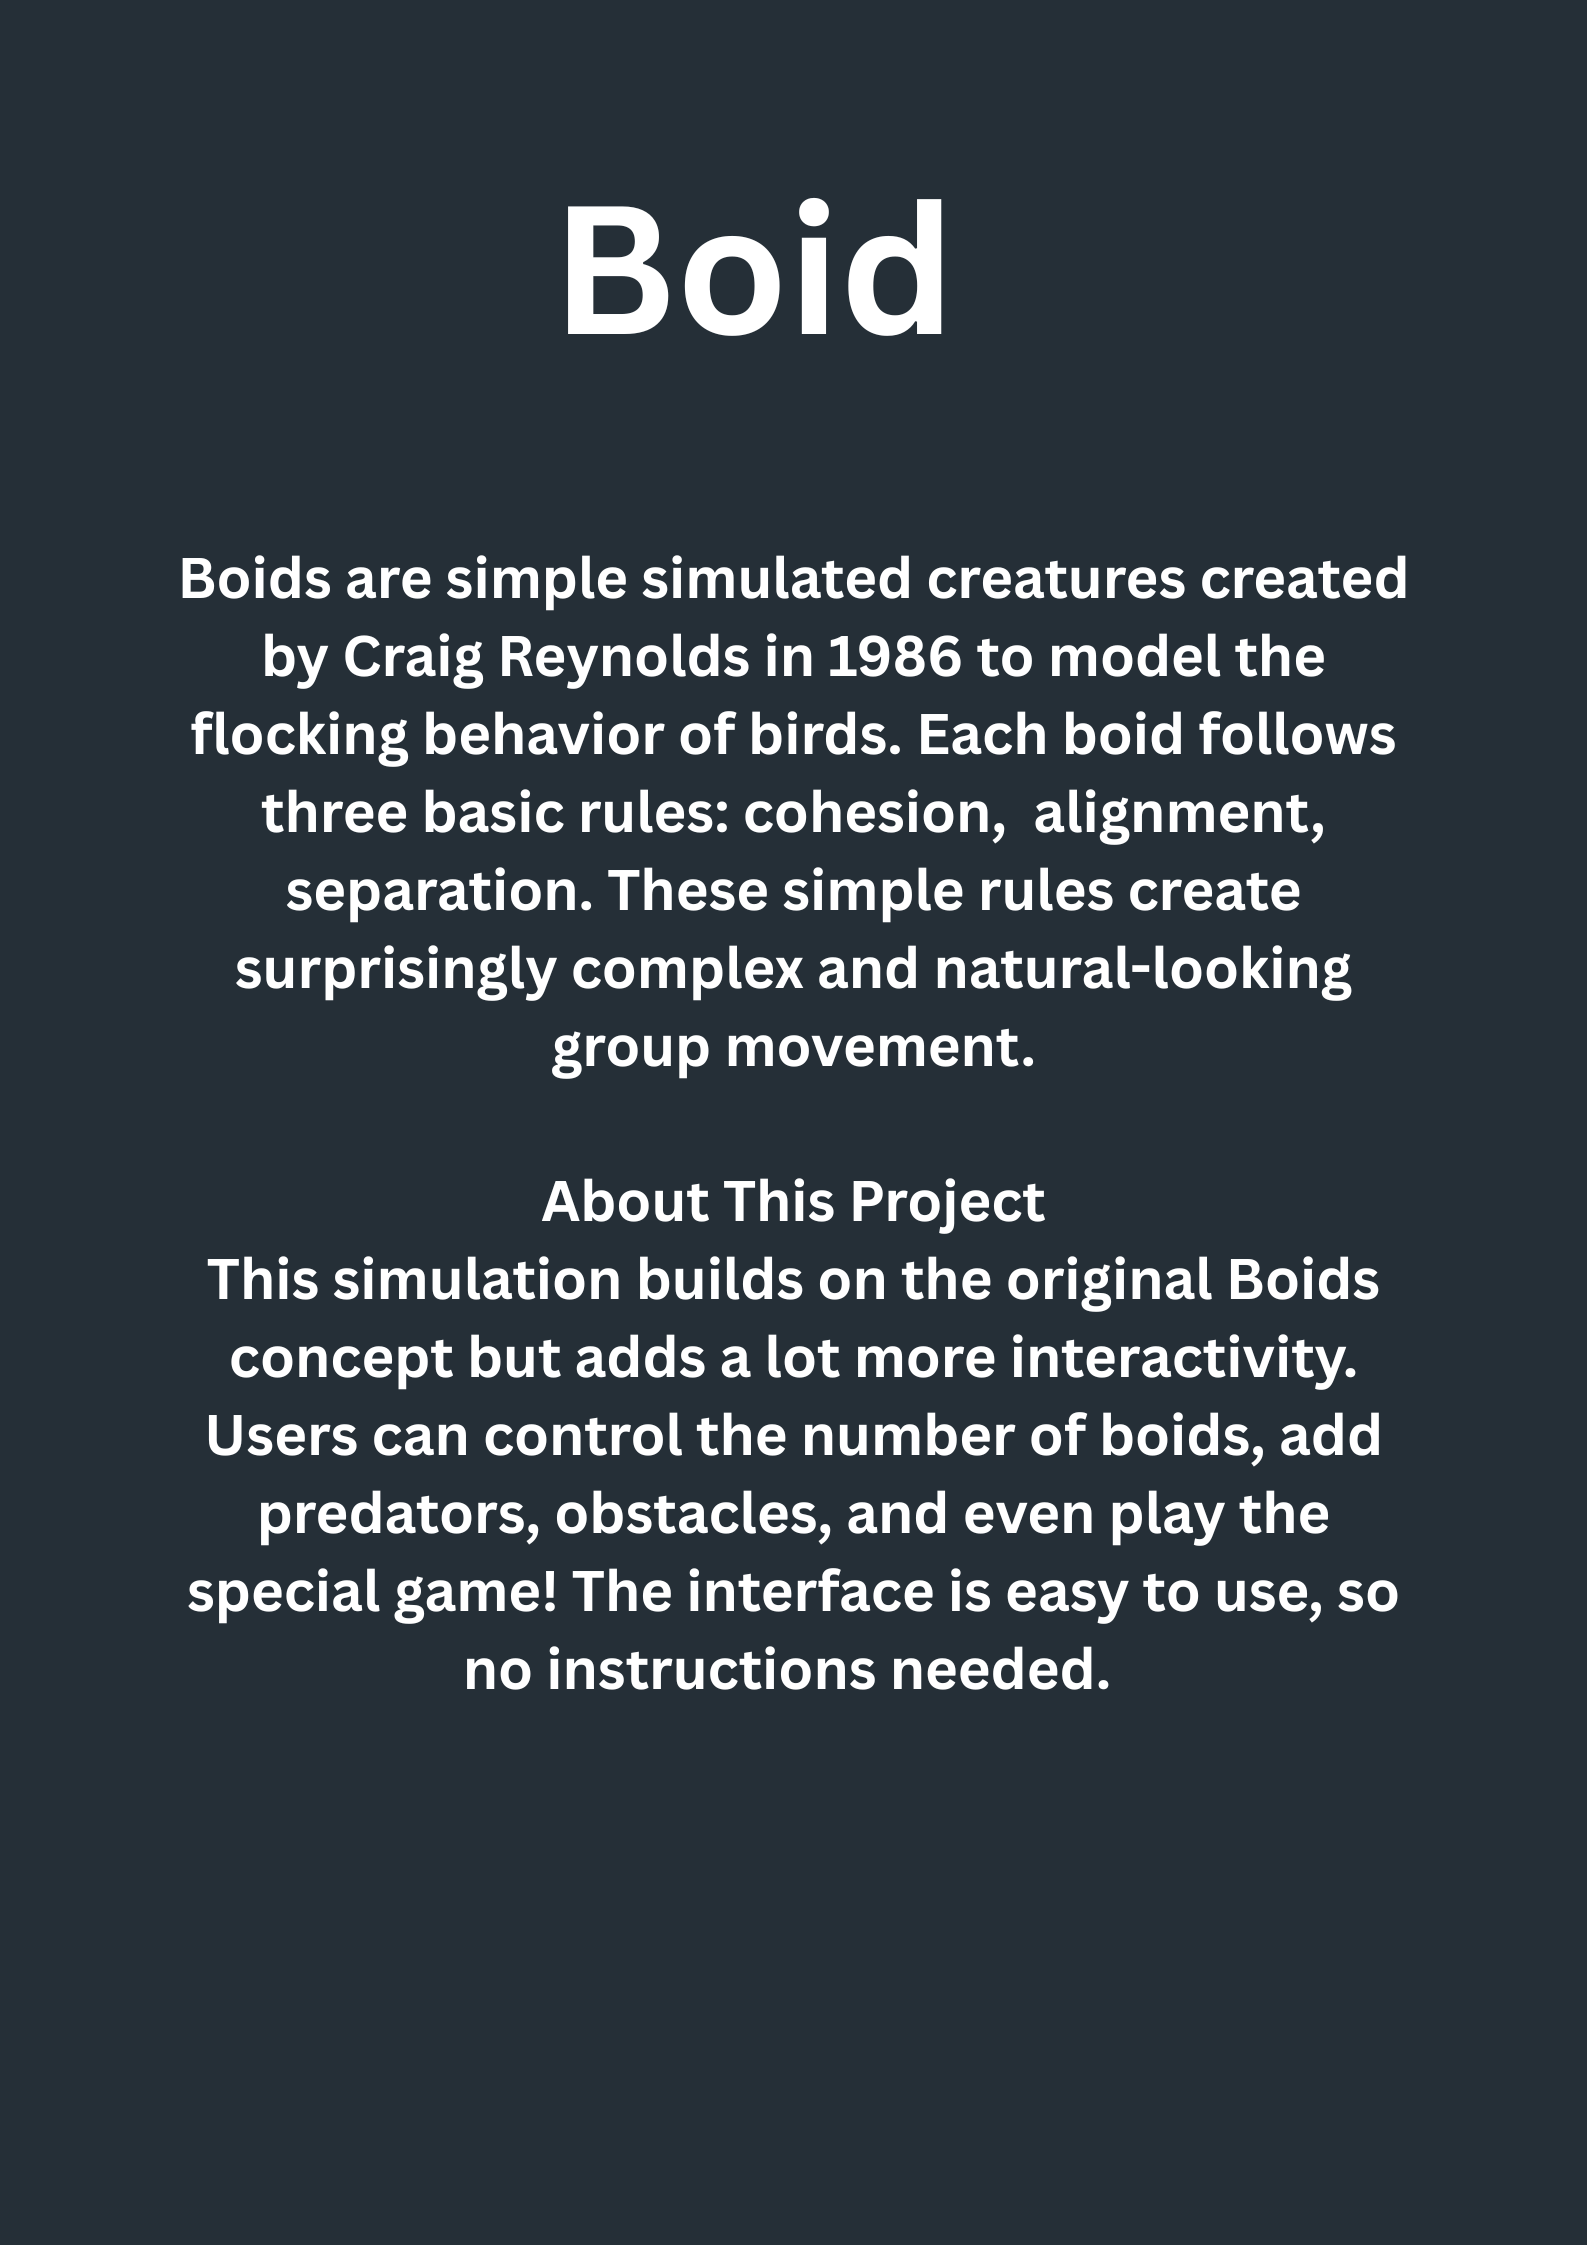 Boid
Boids are simple simulated creatures created
by Craig Reynolds in 1986 to model the
flocking behavior of birds. Each boid follows
three basic rules: cohesion,  alignment,
separation. These simple rules create
surprisingly complex and natural-looking
group movement.
About This Project
This simulation builds on the original Boids
concept but adds a lot more interactivity.
Users can control the number of boids, add
predators, obstacles, and even play the
special game! The interface is easy to use, so
no instructions needed.